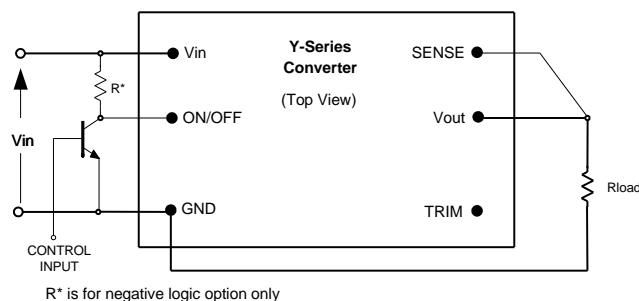 Y-Series
Converter
(Top View)
Vin
SENSE
R*
ON/OFF
Vout
Vin
Rload
GND
TRIM
CONTROL
INPUT
R* is for negative logic option only